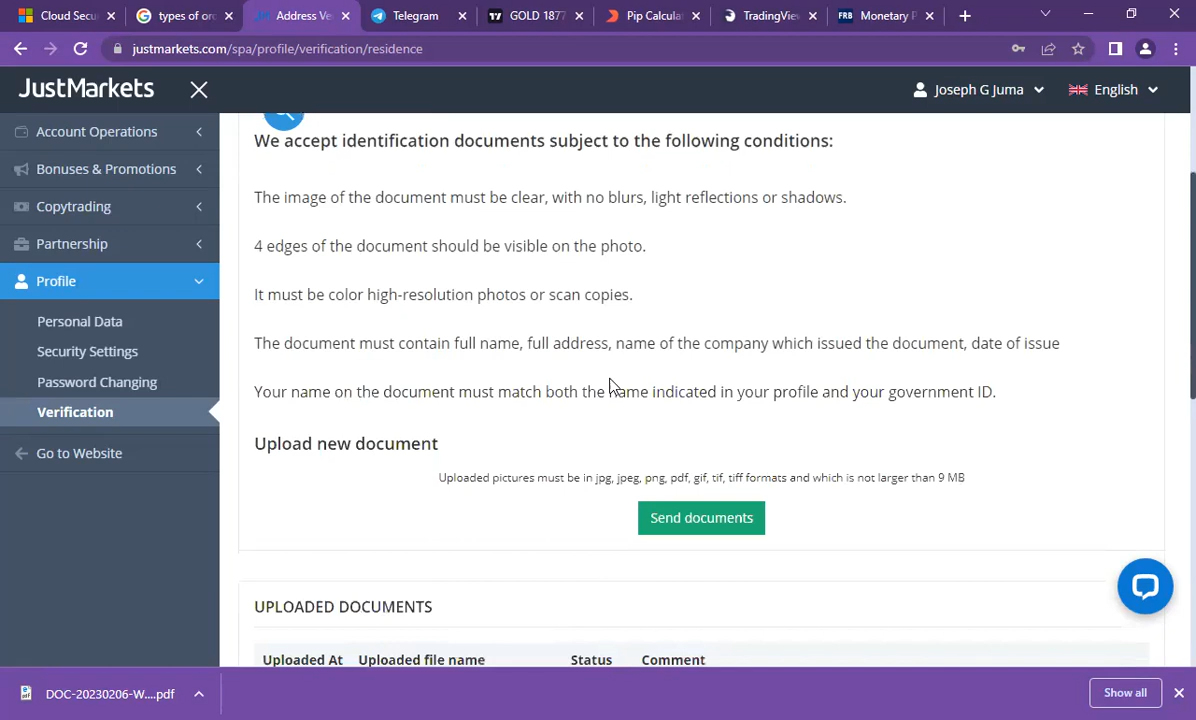 Cloud Secu
types of orc
Address Ve
Telegram
GOLD 1877
Pip Calcula
TradingView
FRB
Monetary P
justmarkets.com/spa/profile/verification/residence
JustMarkets
Joseph G Juma
English
Account Operations
Bonuses & Promotions
Copytrading
Partnership
Profile
Personal Data
Security Settings
Password Changing
Verification
Go to Website
We accept identification documents subject to the following conditions:
The image of the document must be clear, with no blurs, light reflections or shadows.
4 edges of the document should be visible on the photo.
It must be color high-resolution photos or scan copies.
The document must contain full name, full address, name of the company which issued the document, date of issue
Your name on the document must match both the name indicated in your profile and your government ID.
Upload new document
Uploaded pictures must be in jpg, jpeg, png, pdf, gif, tif, tiff formats and which is not larger than 9 MB
Send documents
UPLOADED DOCUMENTS
Uploaded At Uploaded file name Status Comment
DOC-20230206-W....pdf
Show all